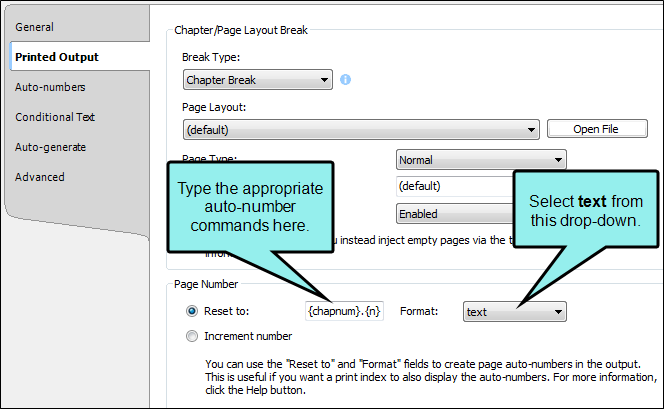 General
Printed Output
Auto-numbers
Conditional Text
Auto-generate
Advanced
Chapter/Page Layout Break
Break Type:
Chapter Break
Page Layout:
(default)
Open File
Page Type:
Normal
(default)
Enabled
u instead inject empty pages via the t
Type the appropriate
auto-number
commands here.
Select text from
this drop-down.
Page Number
Reset to:
{chapnum}.{n}
Format:
text
Increment number
You can use the "Reset to" and "Format" fields to create page auto-numbers in the output.
This is useful if you want a print index to also display the auto-numbers. For more information,
click the Help button.